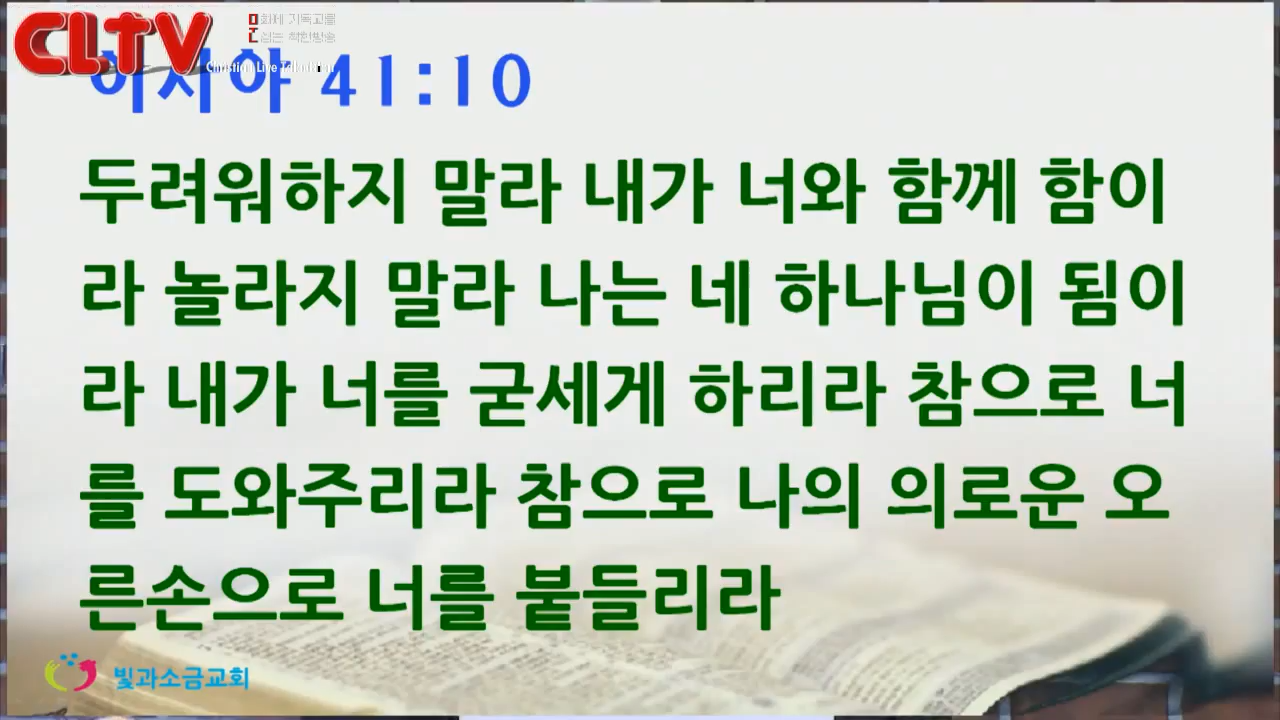 CLTV
이사야 41:10
두려워하지 말라 내가 너와 함께 함이
라 놀라지 말라 나는 네 하나님이 됨이
라 내가 너를 굳세게 하리라 참으로 너
를 도와주리라 참으로 나의 의로운 오
른손으로 너를 붙들리라
빛과소금교회